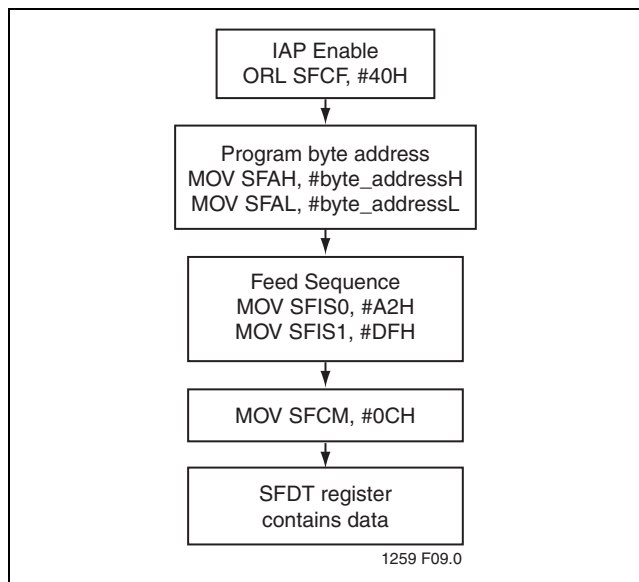 IAP Enable
ORL SFCF, #40H
Program byte address
MOV SFAH, #byte_addressH
MOV SFAL, #byte_addressL
Feed Sequence
MOV SFIS0, #A2H
MOV SFIS1, #DFH
MOV SFCM, #0CH
SFDT register
contains data
1259 F09.0